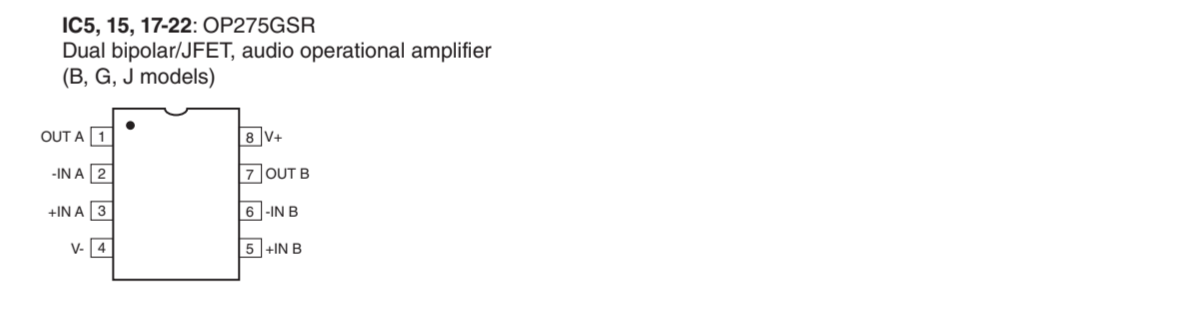 IC5, 15, 17-22: OP275GSR
Dual bipolar/JFET, audio operational amplifier
(B, G, J models)
OUT A 1 8 V+
-IN A 2 7 OUT B
+IN A 3 6 -IN B
V- 4 5 +IN B